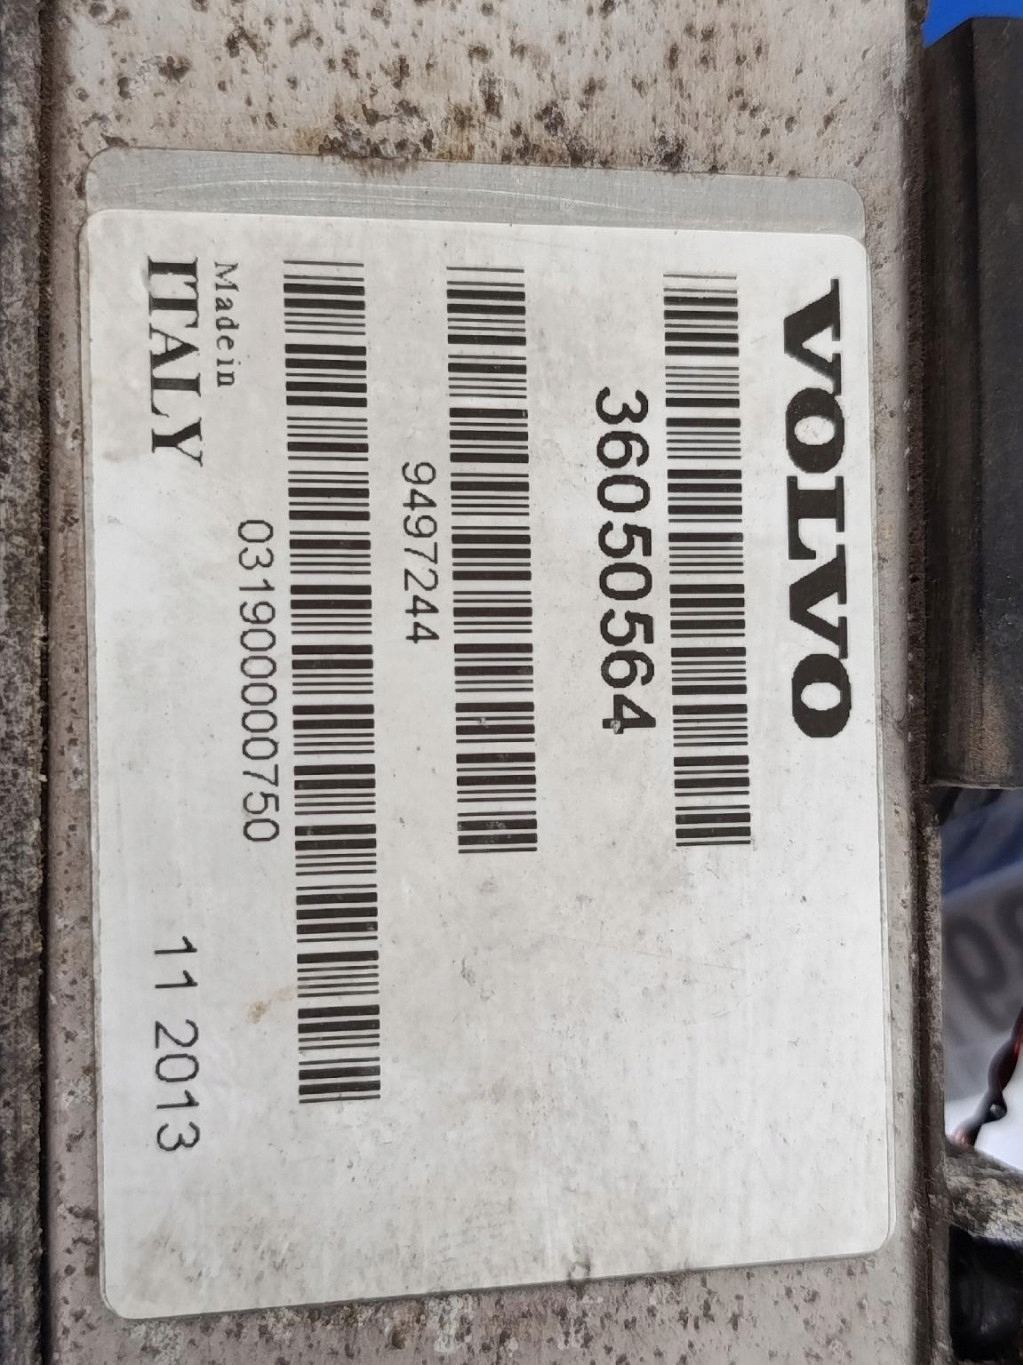 VOLVO
36050564
9497244
0319000000750
Made in
ITALY
11 2013